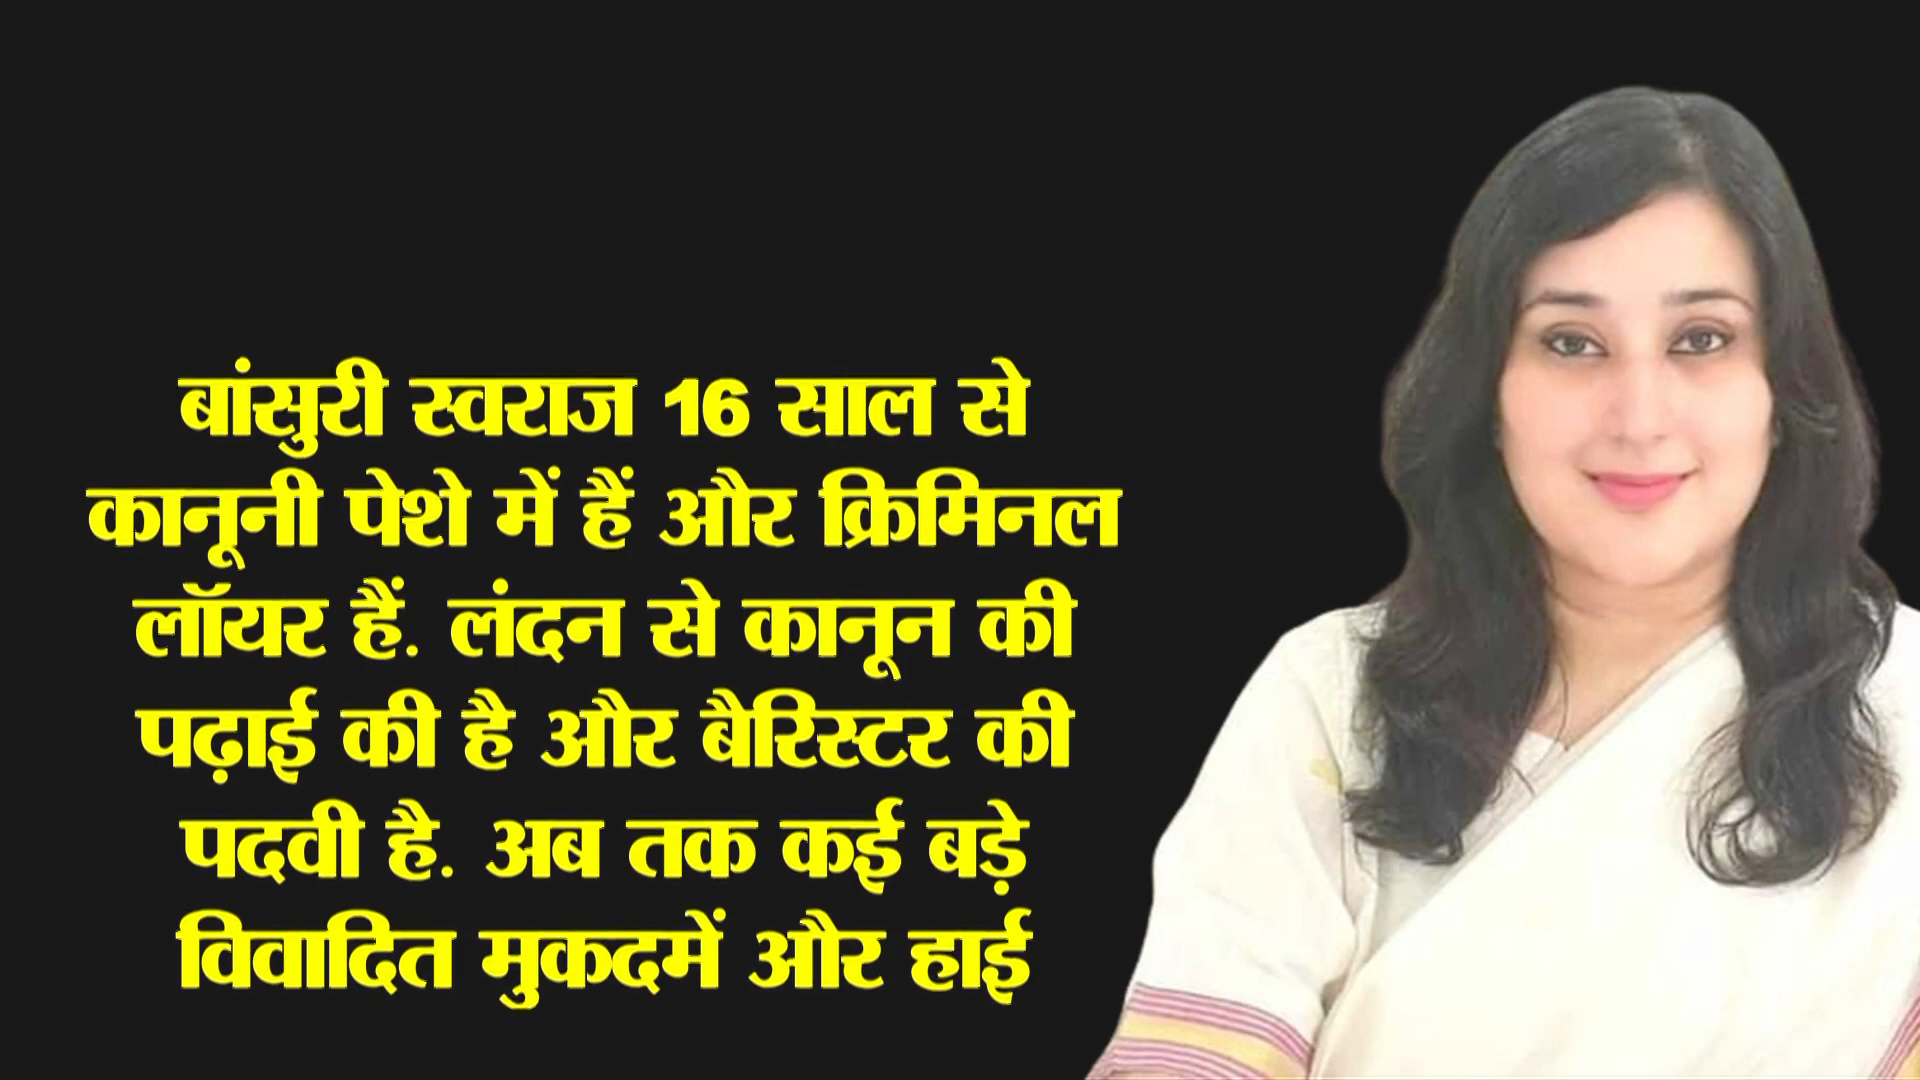 बांसुरी स्वराज 16 साल से
कानूनी पेशे में हैं और क्रिमिनल
लॉयर हैं. लंदन से कानून की
पढ़ाई की है और बैरिस्टर की
पदवी है. अब तक कई बड़े
विवादित मुकदमें और हाई